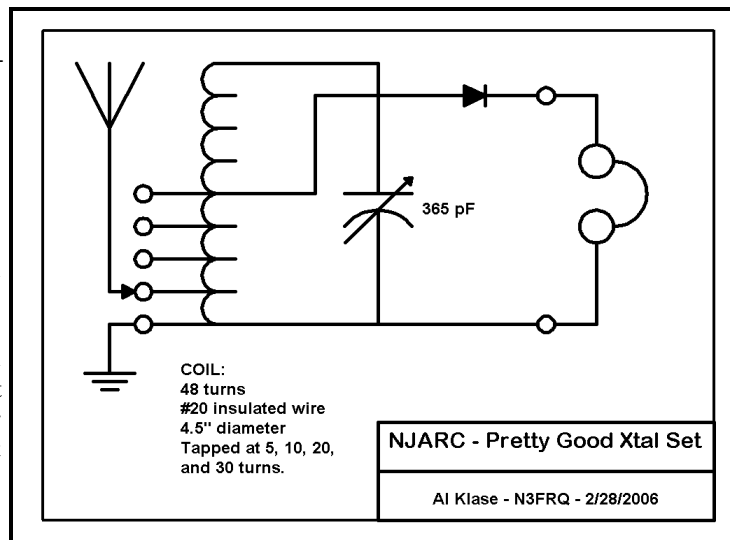 365 pF
COIL:
48 turns
#20 insulated wire
4.5" diameter
Tapped at 5, 10, 20,
and 30 turns.
NJARC - Pretty Good Xtal Set
Al Klase - N3FRQ - 2/28/2006